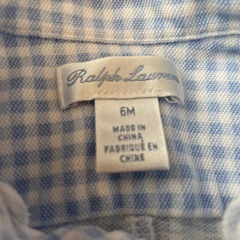 Ralph Lauren
6M
MADE IN
CHINA
FABRIQUÉ EN
CHINE